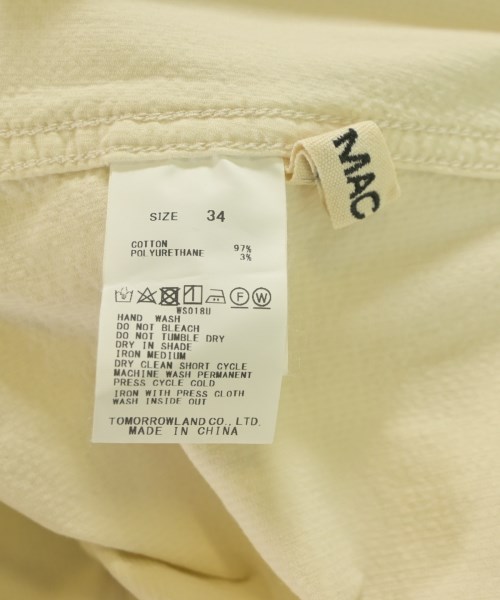 MAC
SIZE 34
COTTON 97%
POLYURETHANE 3%
F W
WS018U
HAND WASH
DO NOT BLEACH
DO NOT TUMBLE DRY
DRY IN SHADE
IRON MEDIUM
DRY CLEAN SHORT CYCLE
MACHINE WASH PERMANENT
PRESS CYCLE COLD
IRON WITH PRESS CLOTH
WASH INSIDE OUT
TOMORROWLAND CO., LTD.
MADE IN CHINA